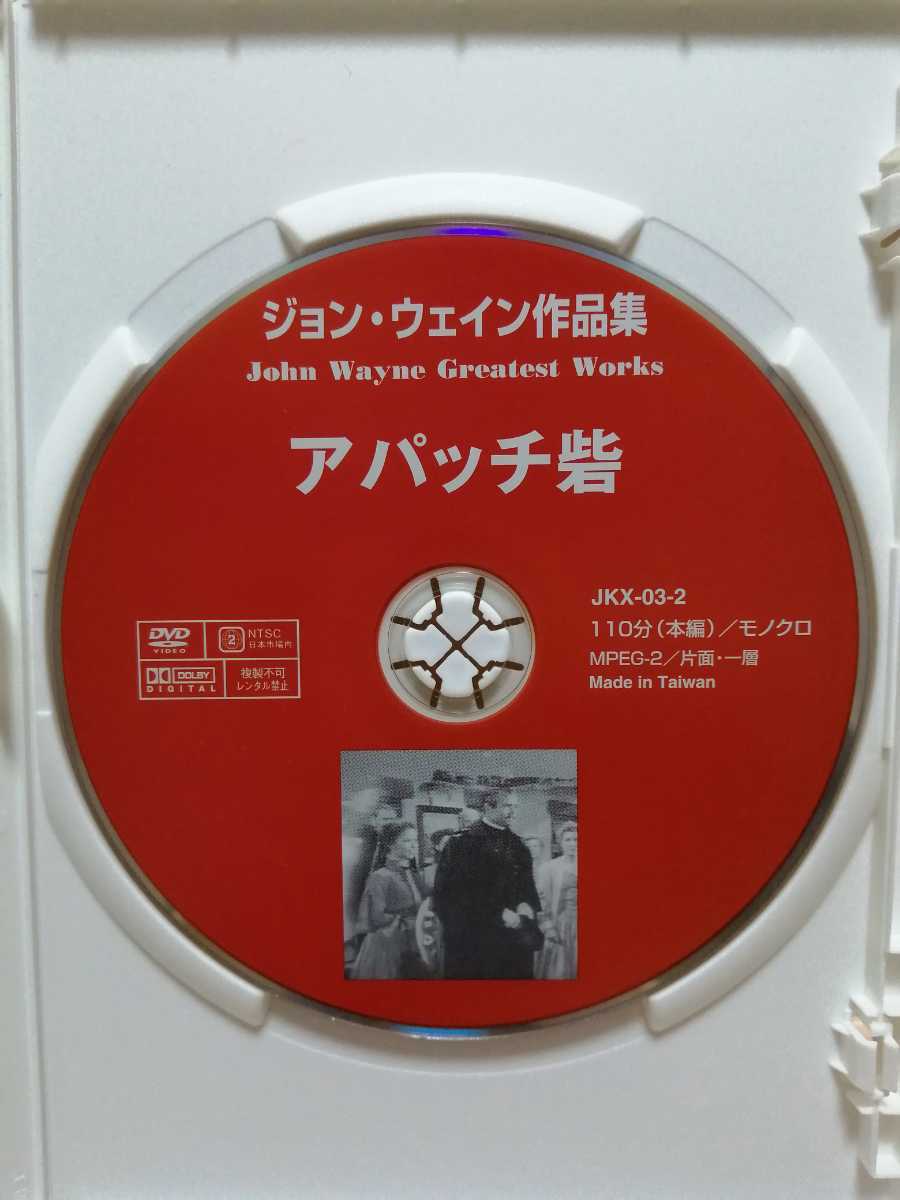 ジョン・ウェイン作品集
John Wayne Greatest Works
アパッチ砦
DVD
VIDEO
2
NTSC
日本市場向
DOLBY
DIGITAL
複製不可
レンタル禁止
JKX-03-2
110分(本編)/モノクロ
MPEG-2/片面・一層
Made in Taiwan